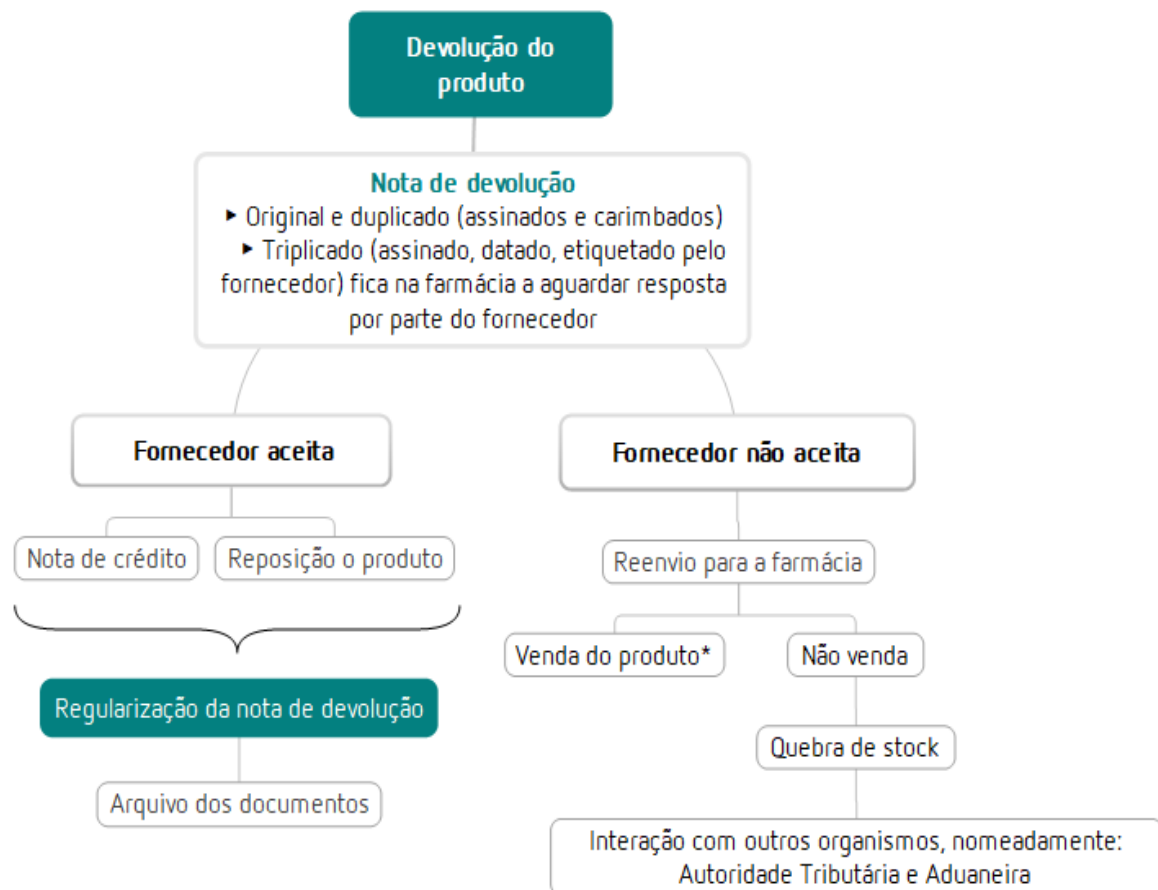 Devolução do
produto
Nota de devolução
▶ Original e duplicado (assinados e carimbados)
▶ Triplicado (assinado, datado, etiquetado pelo
fornecedor) fica na farmácia a aguardar resposta
por parte do fornecedor
Fornecedor aceita
Fornecedor não aceita
Nota de crédito
Reposição o produto
Reenvio para a farmácia
Venda do produto*
Não venda
Regularização da nota de devolução
Quebra de stock
Arquivo dos documentos
Interação com outros organismos, nomeadamente:
Autoridade Tributária e Aduaneira